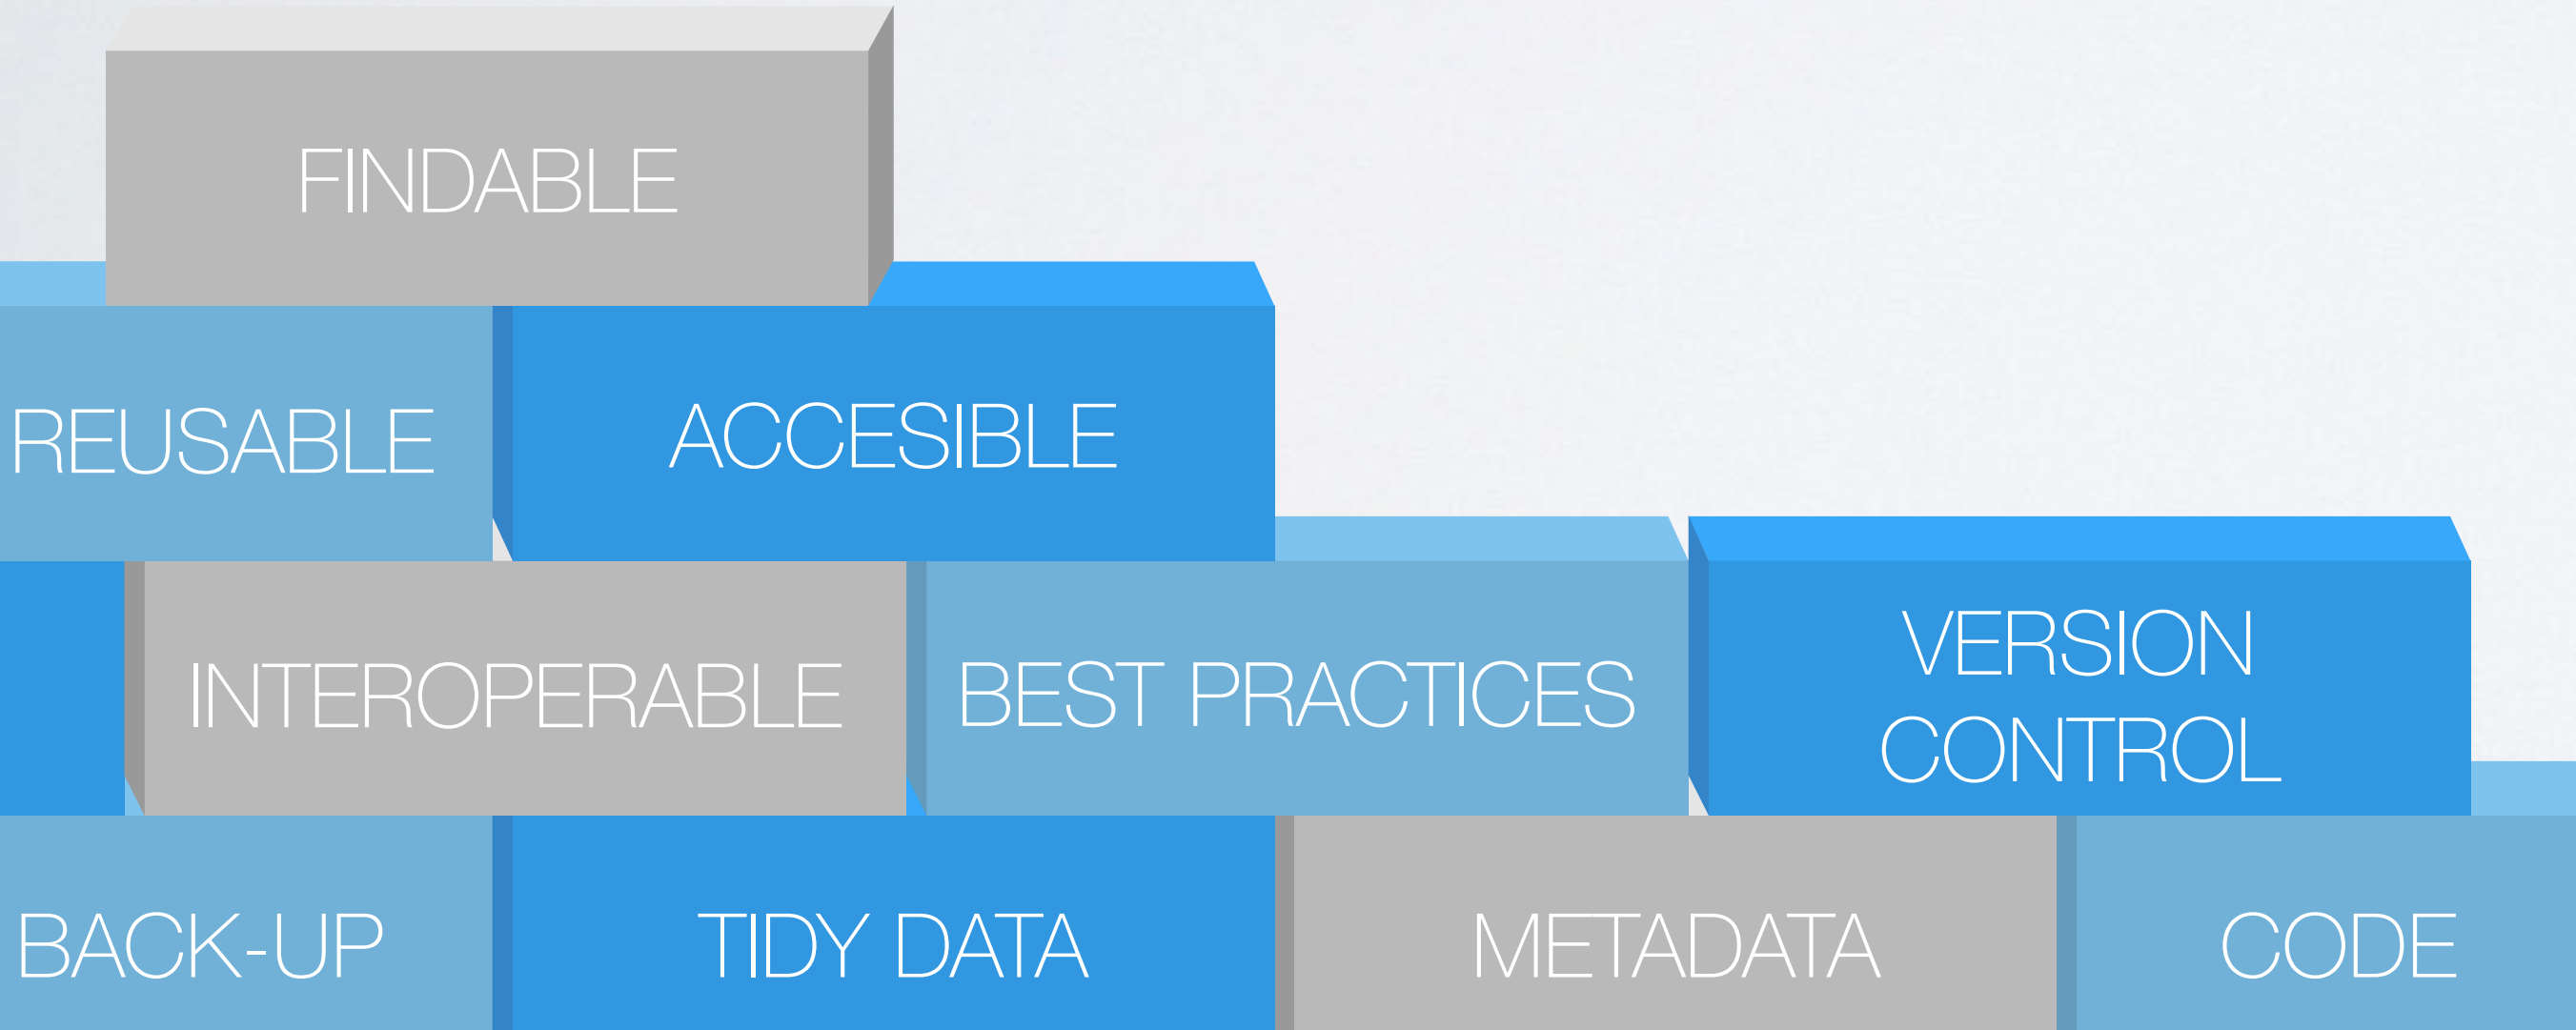 FINDABLE
REUSABLE
ACCESIBLE
INTEROPERABLE
BEST PRACTICES
VERSION
CONTROL
BACK-UP
TIDY DATA
METADATA
CODE